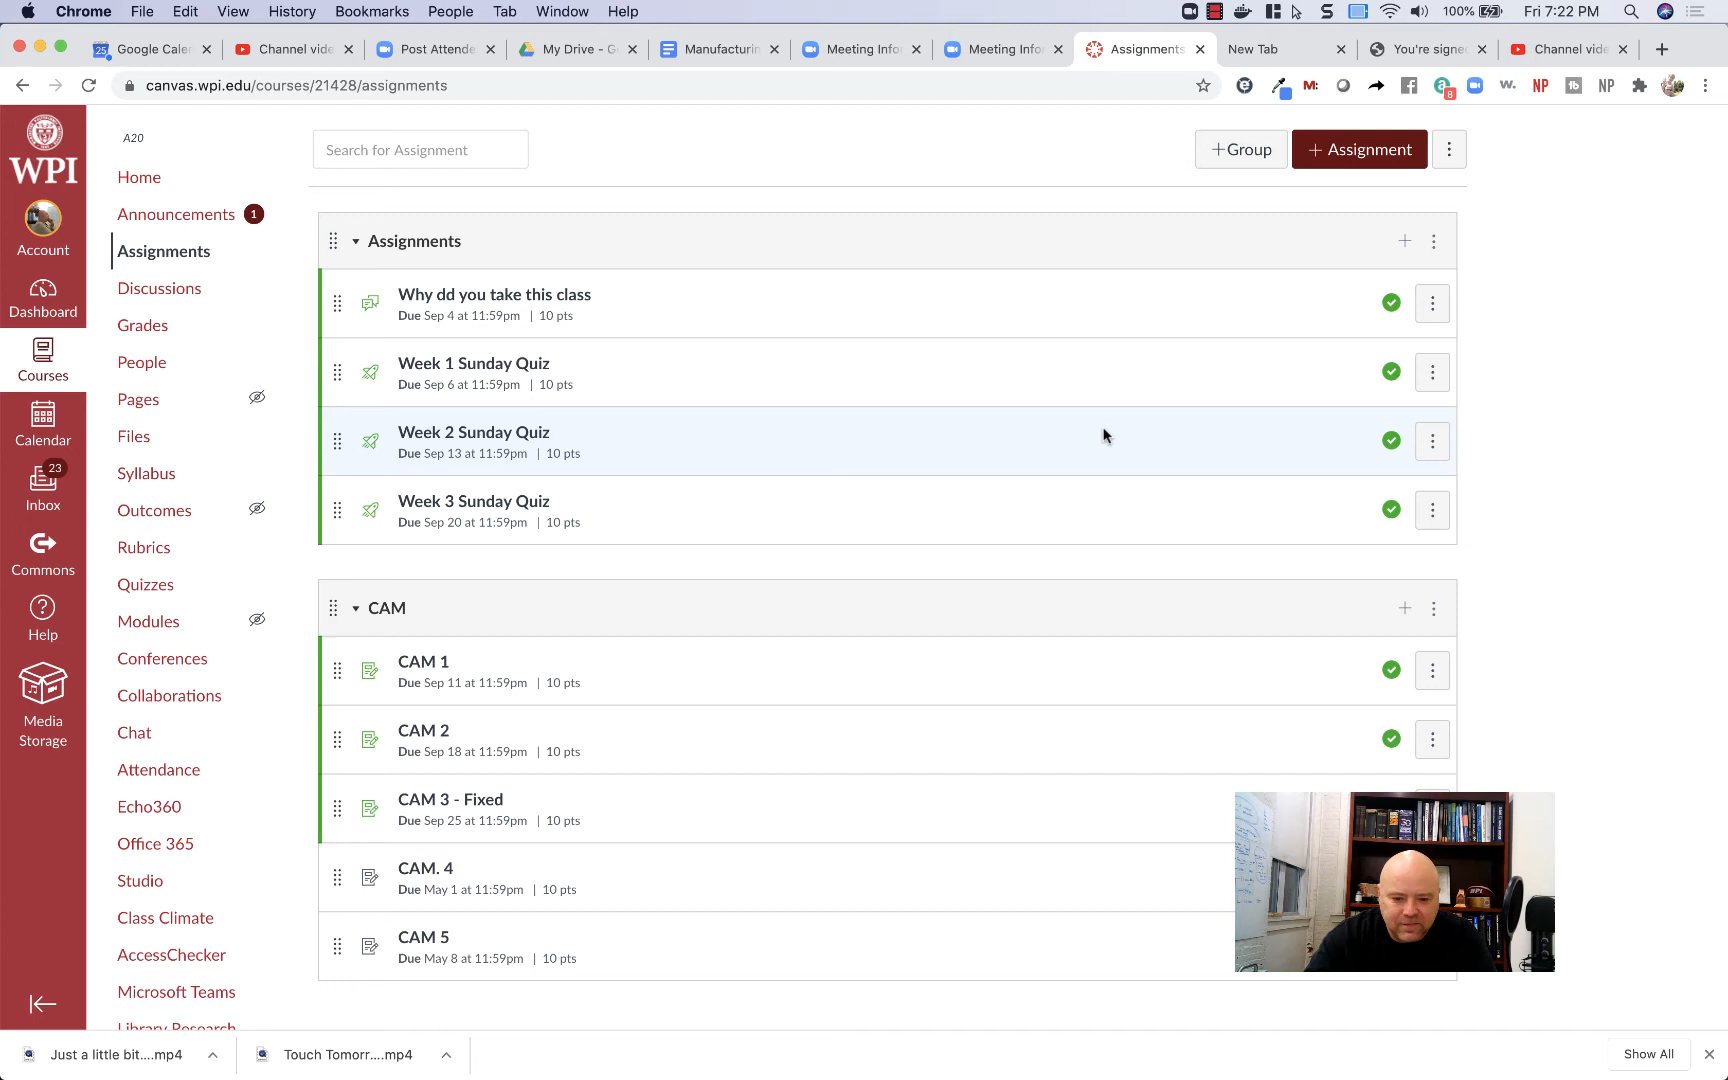 Chrome File Edit View History Bookmarks People Tab Window Help 100% Fri 7:22 PM
25 Google Caler Channel vide Post Attende My Drive - G Manufacturin Meeting Info Meeting Infor Assignments New Tab You're signe Channel vide
canvas.wpi.edu/courses/21428/assignments
M: 8 w. NP tb NP
WPI
Account
Dashboard
Courses
Calendar
23
Inbox
Commons
Help
Media
Storage
A20
Home
Announcements 1
Assignments
Discussions
Grades
People
Pages
Files
Syllabus
Outcomes
Rubrics
Quizzes
Modules
Conferences
Collaborations
Chat
Attendance
Echo360
Office 365
Studio
Class Climate
AccessChecker
Microsoft Teams
Library Research
Search for Assignment
+Group
+ Assignment
Assignments
Why dd you take this class
Due Sep 4 at 11:59pm | 10 pts
Week 1 Sunday Quiz
Due Sep 6 at 11:59pm | 10 pts
Week 2 Sunday Quiz
Due Sep 13 at 11:59pm | 10 pts
Week 3 Sunday Quiz
Due Sep 20 at 11:59pm | 10 pts
CAM
CAM 1
Due Sep 11 at 11:59pm | 10 pts
CAM 2
Due Sep 18 at 11:59pm | 10 pts
CAM 3 - Fixed
Due Sep 25 at 11:59pm | 10 pts
CAM. 4
Due May 1 at 11:59pm | 10 pts
CAM 5
Due May 8 at 11:59pm | 10 pts
Just a little bit....mp4
Touch Tomorr....mp4
Show All